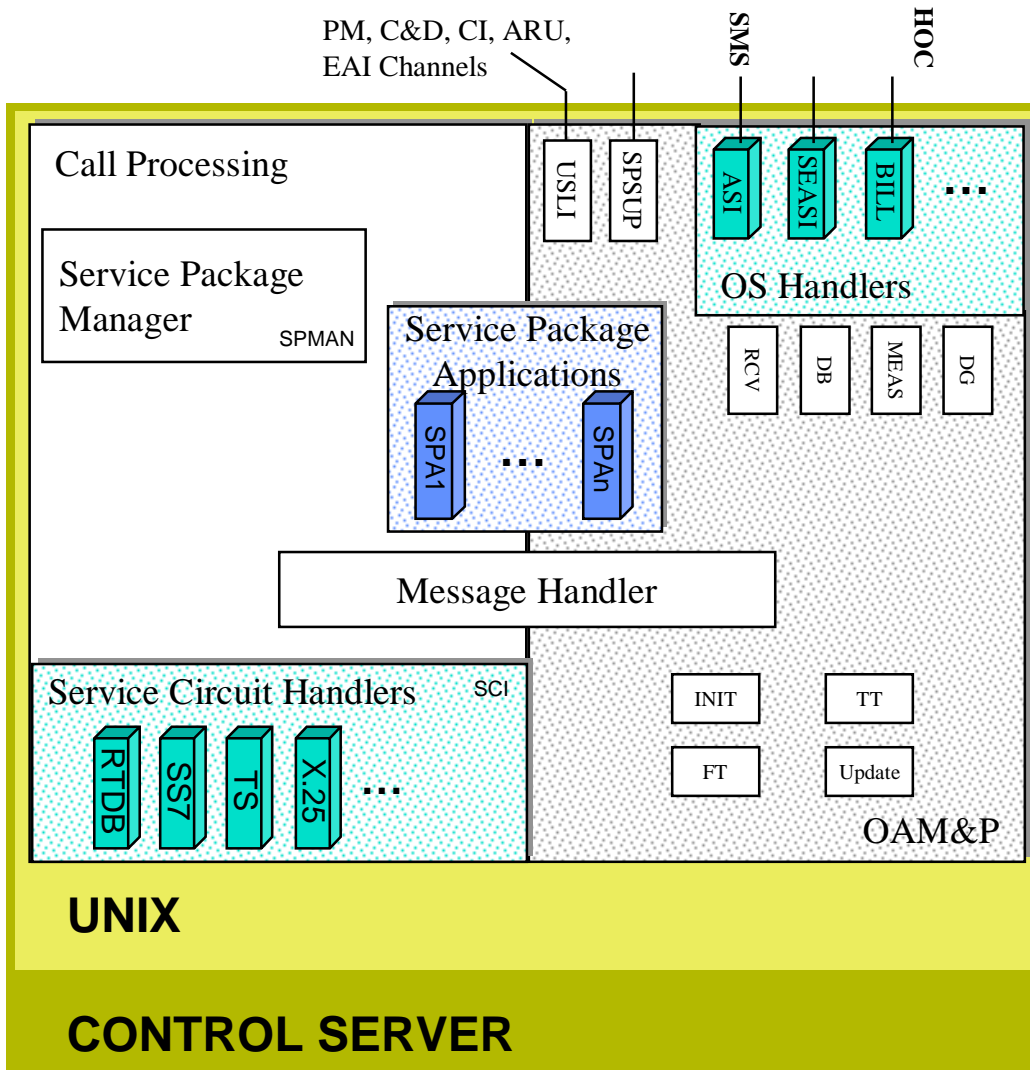 PM, C&D, CI, ARU,
EAI Channels
SMS
HOC
Call Processing
USLI
SPSUP
ASI
SEASI
BILL
...
OS Handlers
Service Package
Manager
SPMAN
Service Package
Applications
SPA1
...
SPAn
RCV
DB
MEAS
DG
Message Handler
Service Circuit Handlers
SCI
RTDB
SS7
TS
X.25
...
INIT
TT
FT
Update
OAM&P
UNIX
CONTROL SERVER